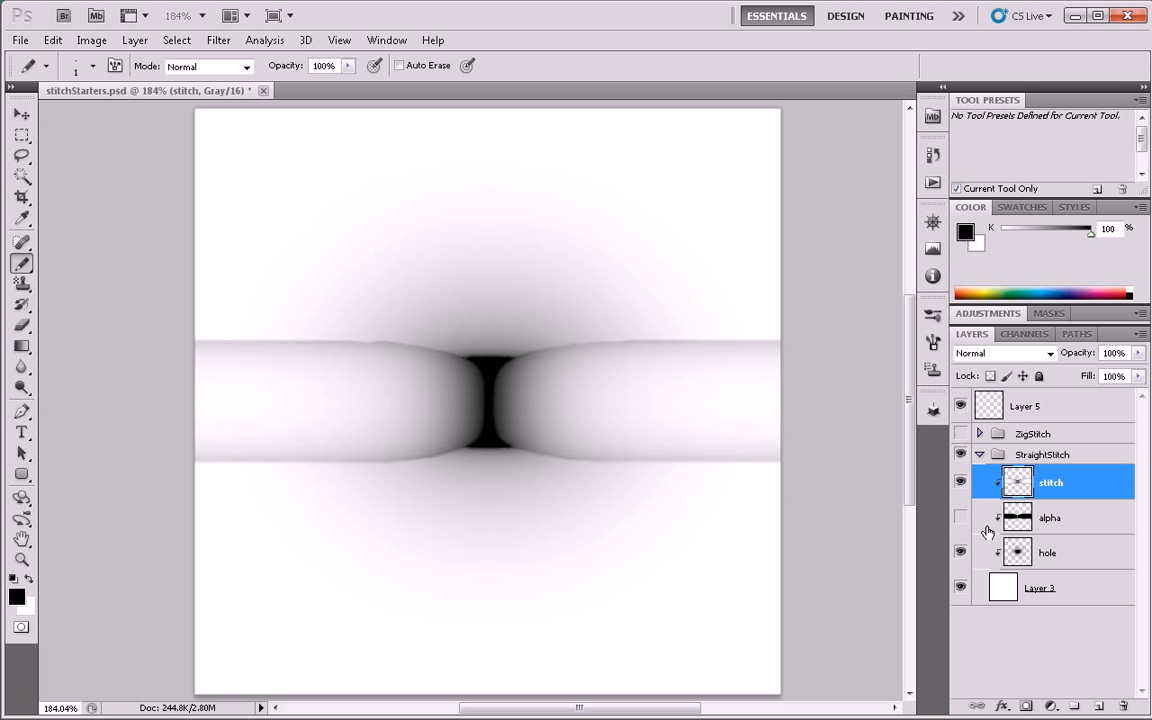 Ps Br Mb 184% ESSENTIALS DESIGN PAINTING CS Live
File Edit Image Layer Select Filter Analysis 3D View Window Help
1 Mode: Normal Opacity: 100% Auto Erase
stitchStarters.psd @ 184% (stitch, Gray/16) *
TOOL PRESETS
No Tool Presets Defined for Current Tool.
Current Tool Only
COLOR SWATCHES STYLES
K 100 %
ADJUSTMENTS MASKS
LAYERS CHANNELS PATHS
Normal Opacity: 100%
Lock: Fill: 100%
Layer 5
ZigStitch
StraightStitch
stitch
alpha
hole
Layer 3
184.04% Doc: 244.8K/2.80M